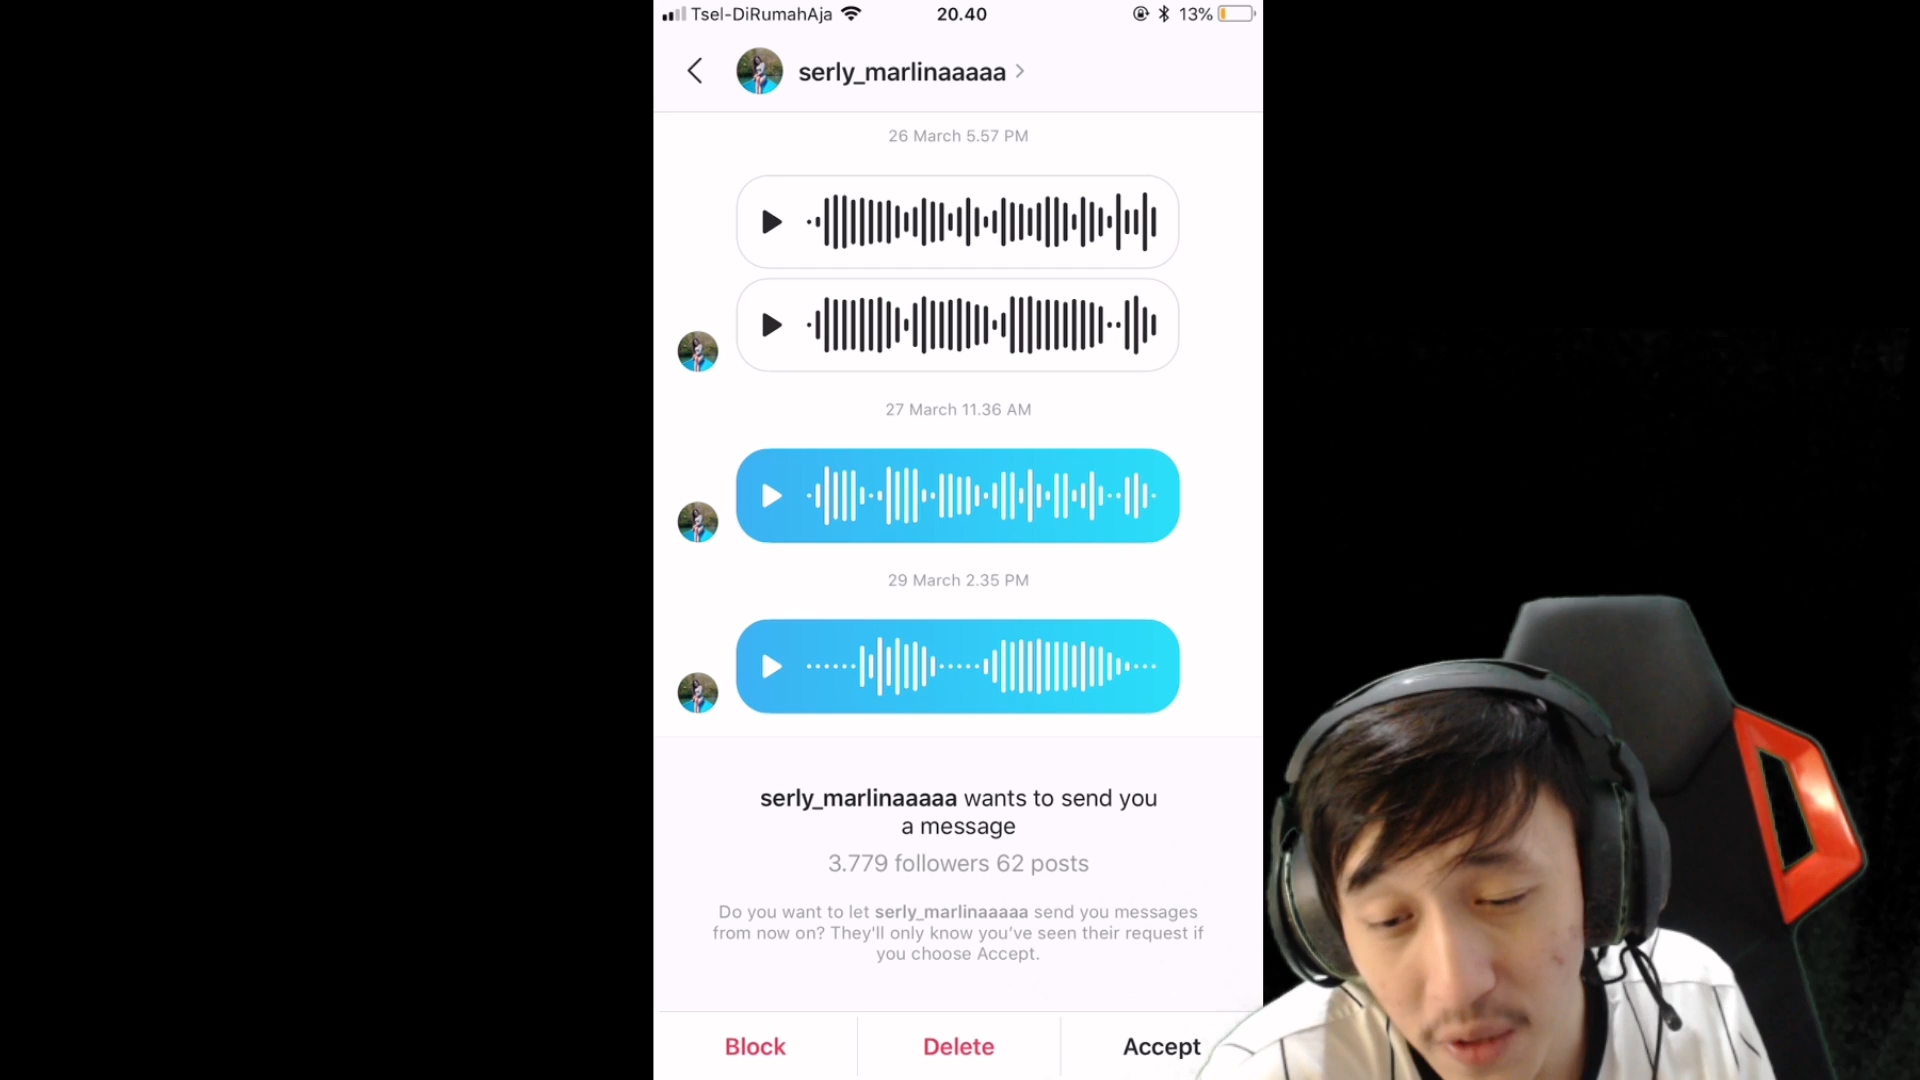 Tsel-DiRumahAja 20.40 13%
serly_marlinaaaaa
26 March 5.57 PM
27 March 11.36 AM
29 March 2.35 PM
serly_marlinaaaaa wants to send you
a message
3.779 followers 62 posts
Do you want to let serly_marlinaaaaa send you messages
from now on? They'll only know you've seen their request if
you choose Accept.
Block Delete Accept